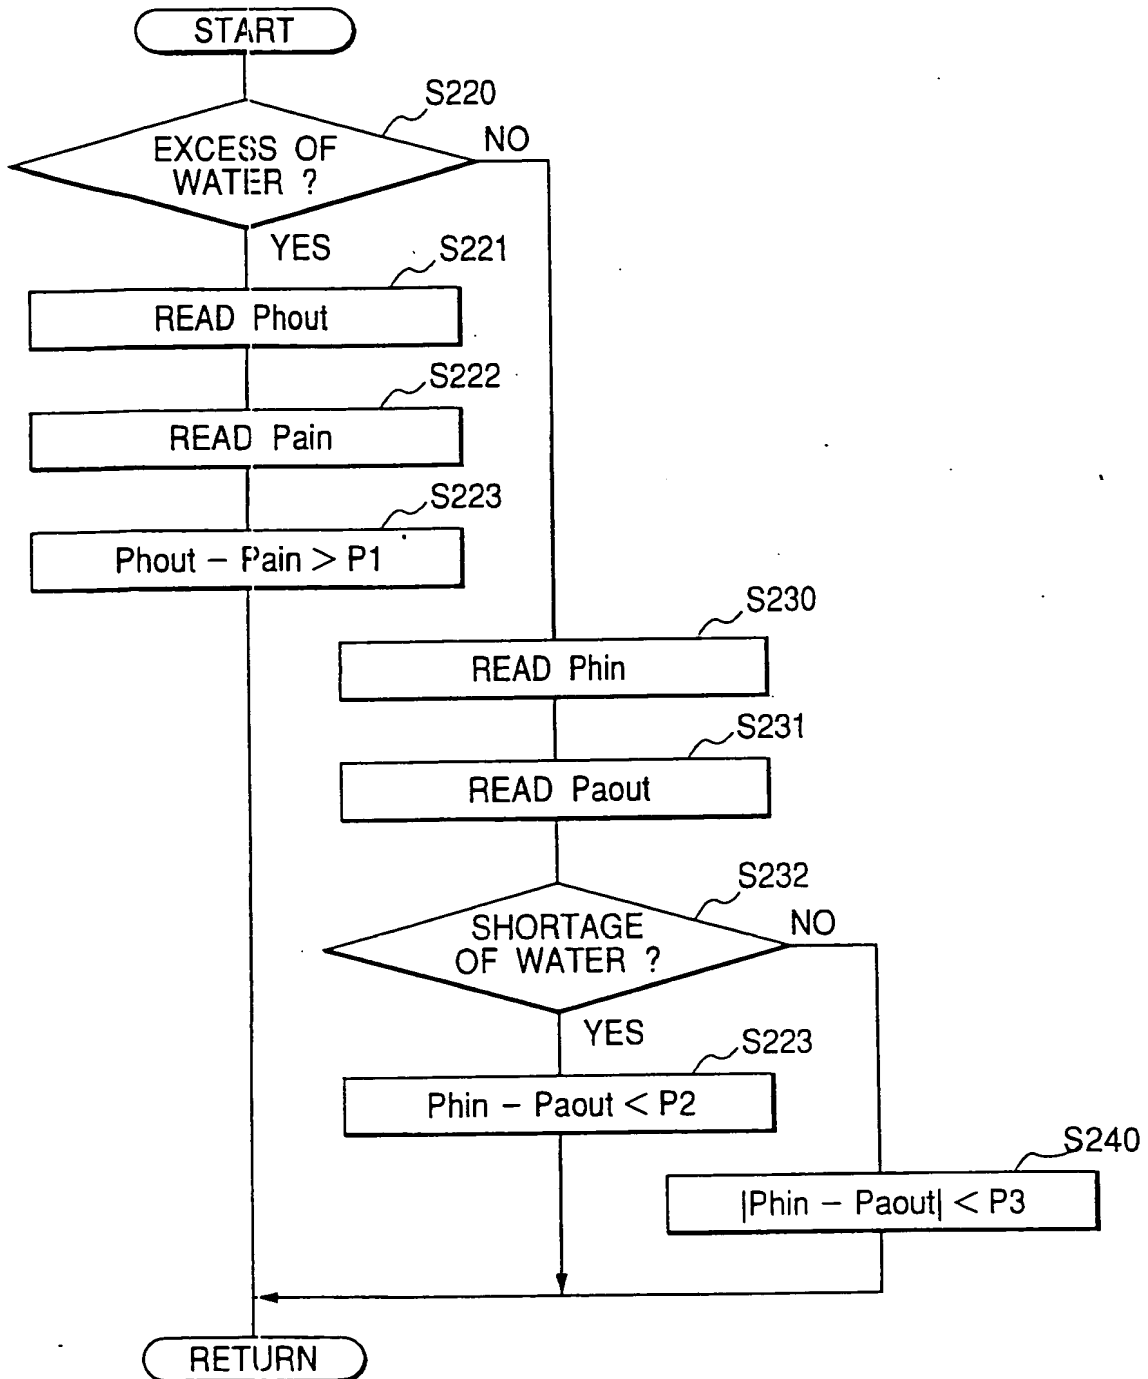 START
S220
EXCESS OF
WATER ?
NO
YES
S221
READ Phout
S222
READ Pain
S223
Phout – Pain > P1
S230
READ Phin
S231
READ Paout
S232
SHORTAGE
OF WATER ?
NO
YES
S223
Phin – Paout < P2
S240
|Phin – Paout| < P3
RETURN